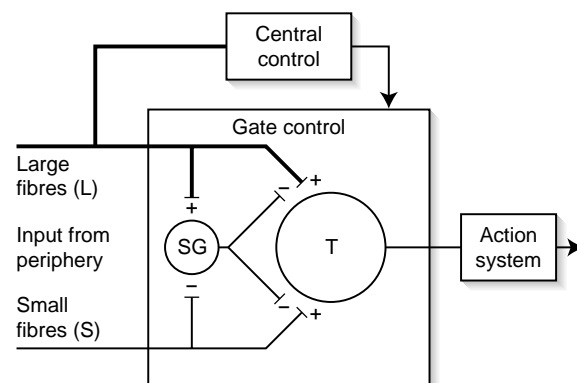 Central
control
Gate control
Large
fibres (L)
+
+
−
SG
T
Input from
periphery
Action
system
−
−
+
Small
fibres (S)